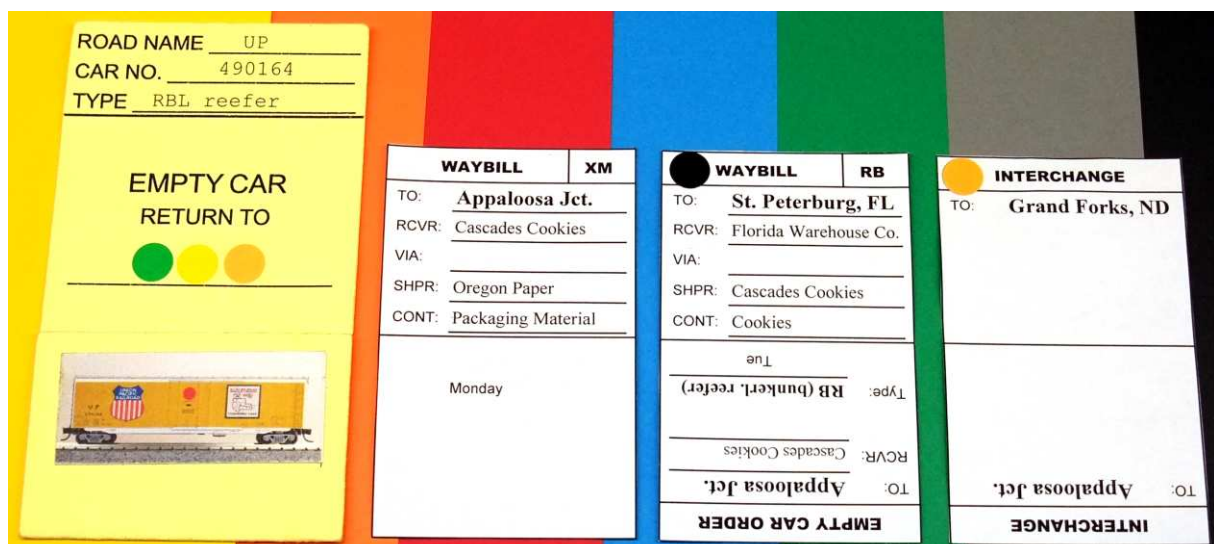 ROAD NAME UP
CAR NO. 490164
TYPE RBL reefer
EMPTY CAR
RETURN TO
WAYBILL XM
TO: Appaloosa Jct.
RCVR: Cascades Cookies
VIA:
SHPR: Oregon Paper
CONT: Packaging Material
Monday
WAYBILL RB
TO: St. Peterburg, FL
RCVR: Florida Warehouse Co.
VIA:
SHPR: Cascades Cookies
CONT: Cookies
EMPTY CAR ORDER
TO: Appaloosa Jct.
RCVR: Cascades Cookies
Type: RB (bunkerl. reefer)
Tue
INTERCHANGE
TO: Grand Forks, ND
INTERCHANGE
TO: Appaloosa Jct.